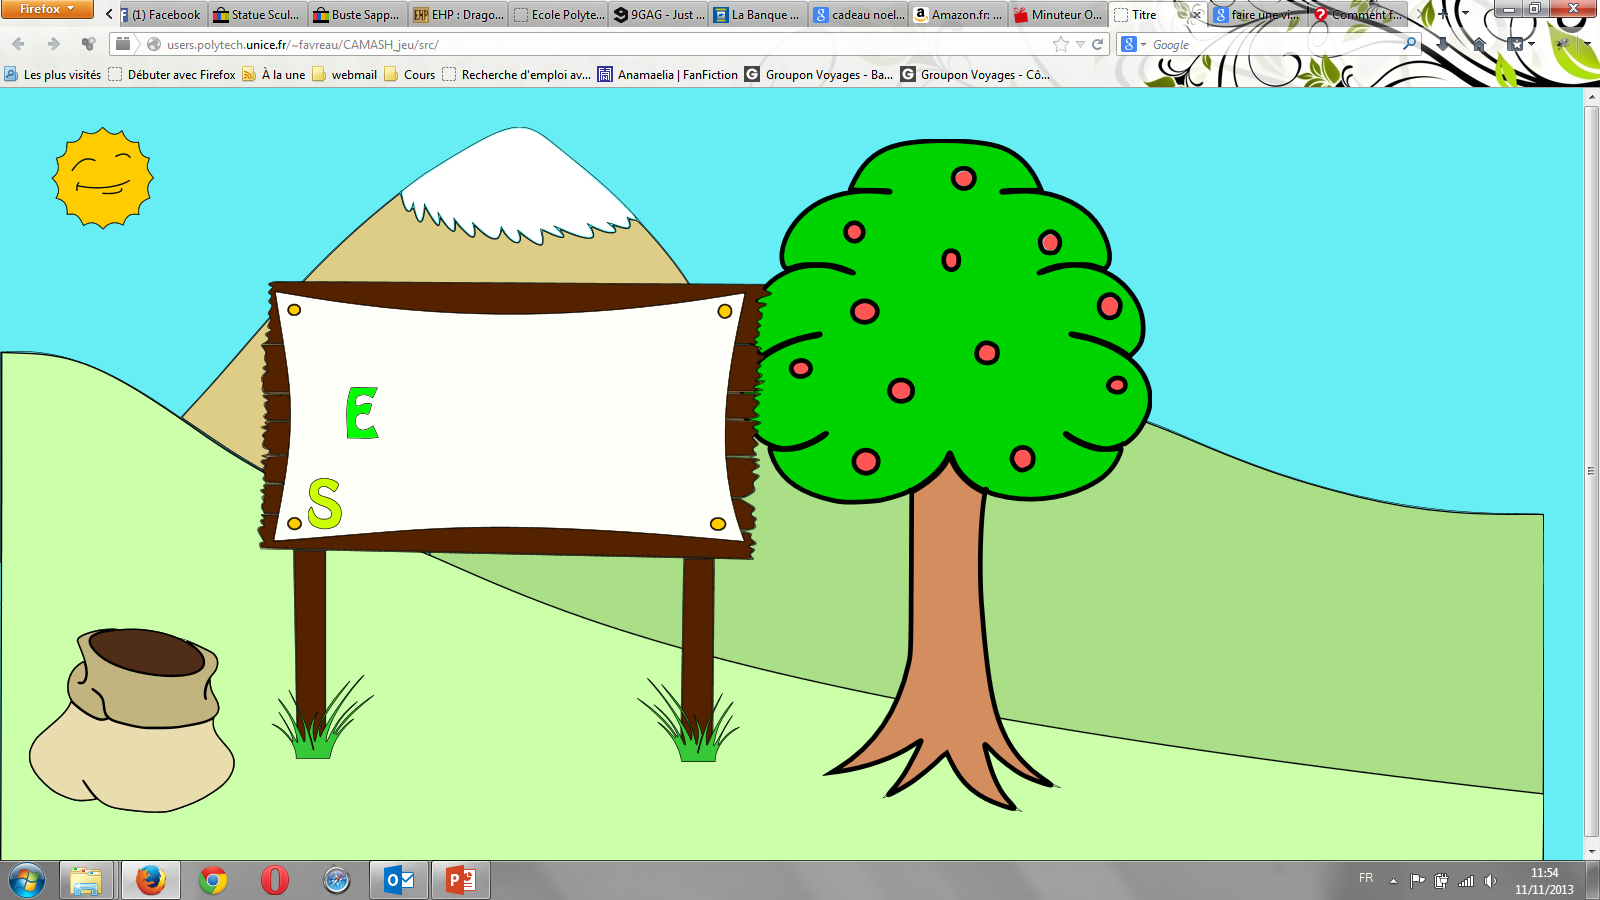 Firefox
(1) Facebook
Statue Scul...
Buste Sapp...
EHP : Drago...
Ecole Polyte...
9GAG - Just ...
La Banque ...
cadeau noel...
Amazon.fr: ...
Minuteur O...
Titre
faire une vi...
Comment f...
users.polytech.unice.fr/~favreau/CAMASH_jeu/src/
Google
Les plus visités
Débuter avec Firefox
À la une
webmail
Cours
Recherche d'emploi av...
Anamaelia | FanFiction
Groupon Voyages - Ba...
Groupon Voyages - Cô...
E
S
FR
11:54
11/11/2013